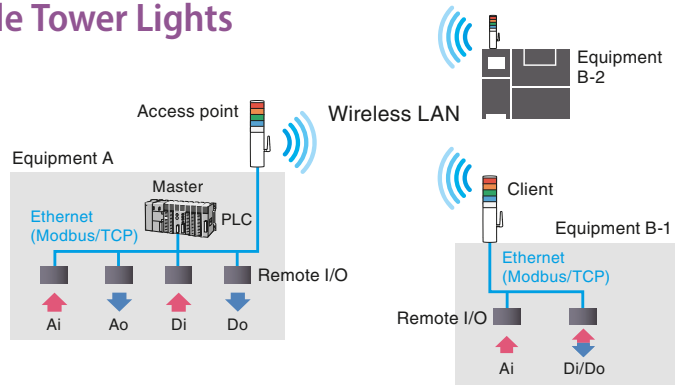 le Tower Lights
Equipment
B-2
Access point
Wireless LAN
Equipment A
Master
PLC
Ethernet
(Modbus/TCP)
Remote I/O
Ai
Ao
Di
Do
Client
Equipment B-1
Ethernet
(Modbus/TCP)
Remote I/O
Ai
Di/Do